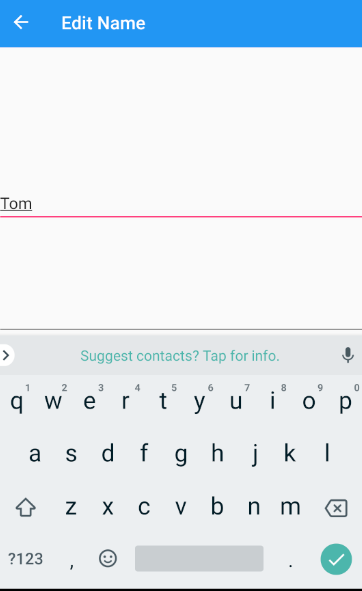 Edit Name
Tom
Suggest contacts? Tap for info.
1 2 3 4 5 6 7 8 9 0
q w e r t y u i o p
a s d f g h j k l
z x c v b n m
?123 , .